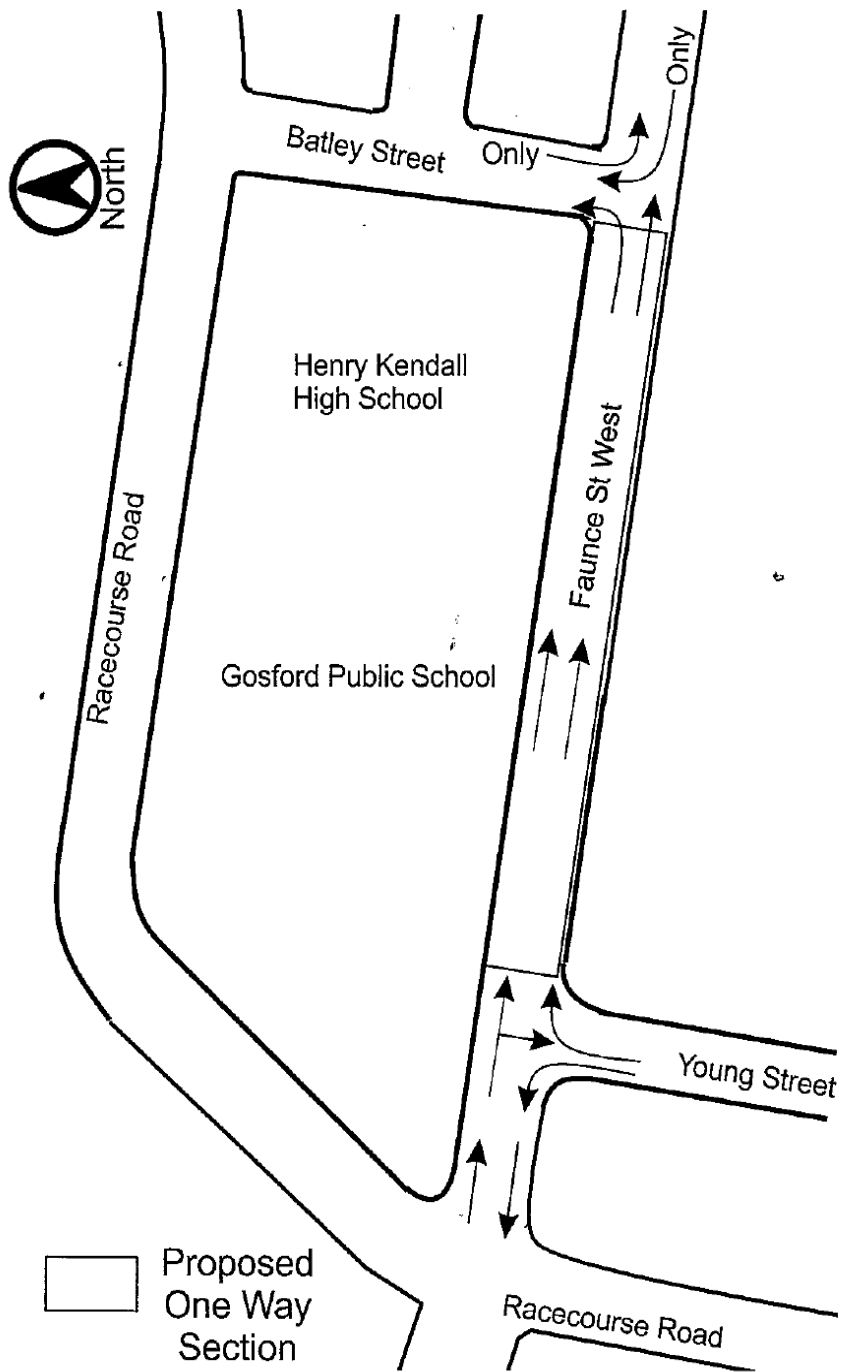 Only
Batley Street
Only
North
Henry Kendall
High School
Faunce St West
Racecourse Road
Gosford Public School
Young Street
Proposed
One Way
Section
Racecourse Road